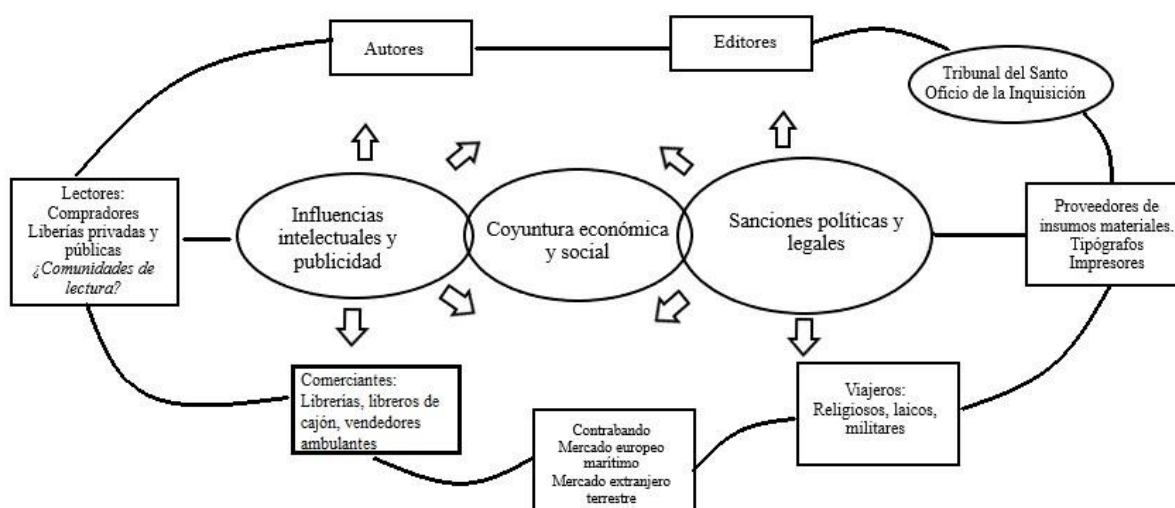 Autores
Editores
Tribunal del Santo
Oficio de la Inquisición
Lectores:
Compradores
Liberías privadas y
públicas
¿Comunidades de
lectura?
Influencias
intelectuales y
publicidad
Coyuntura económica
y social
Sanciones políticas y
legales
Proveedores de
insumos materiales.
Tipógrafos
Impresores
Comerciantes:
Librerías, libreros de
cajón, vendedores
ambulantes
Contrabando
Mercado europeo
marítimo
Mercado extranjero
terrestre
Viajeros:
Religiosos, laicos,
militares